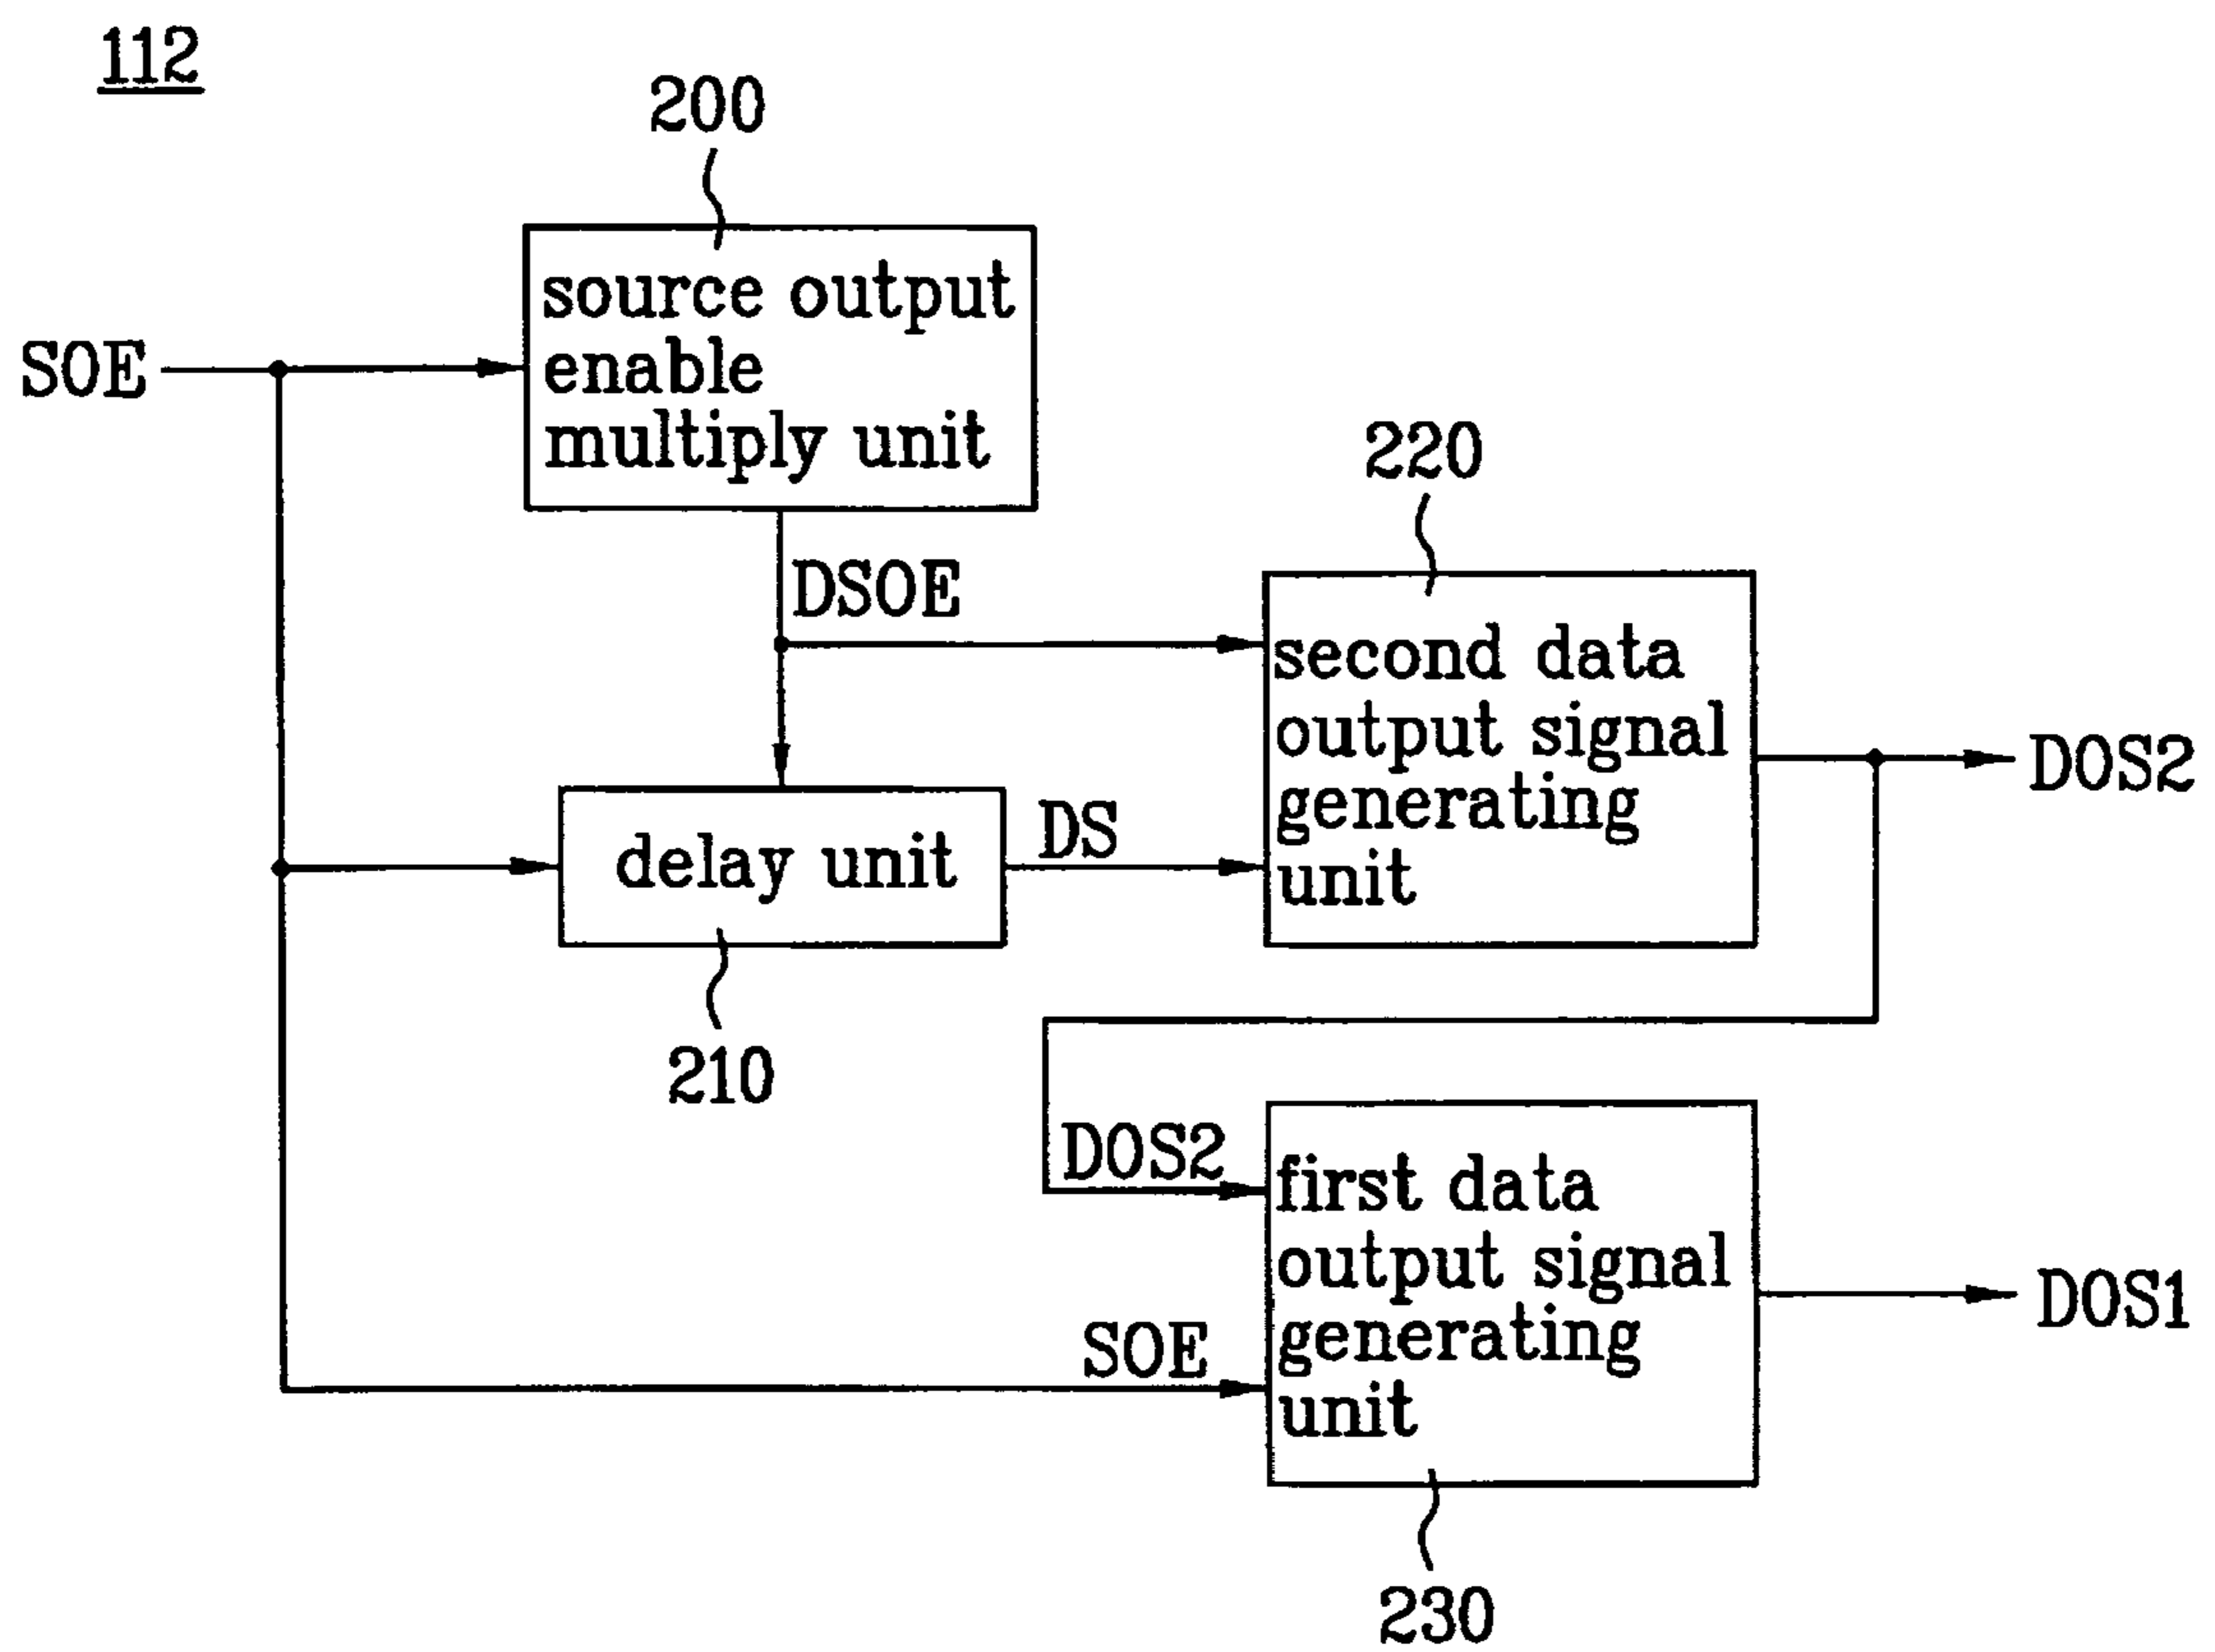 112
200
source output
enable
multiply unit
SOE
220
DSOE
second data
output signal
generating
unit
DOS2
delay unit
DS
210
DOS2
first data
output signal
generating
unit
DOS1
SOE
230